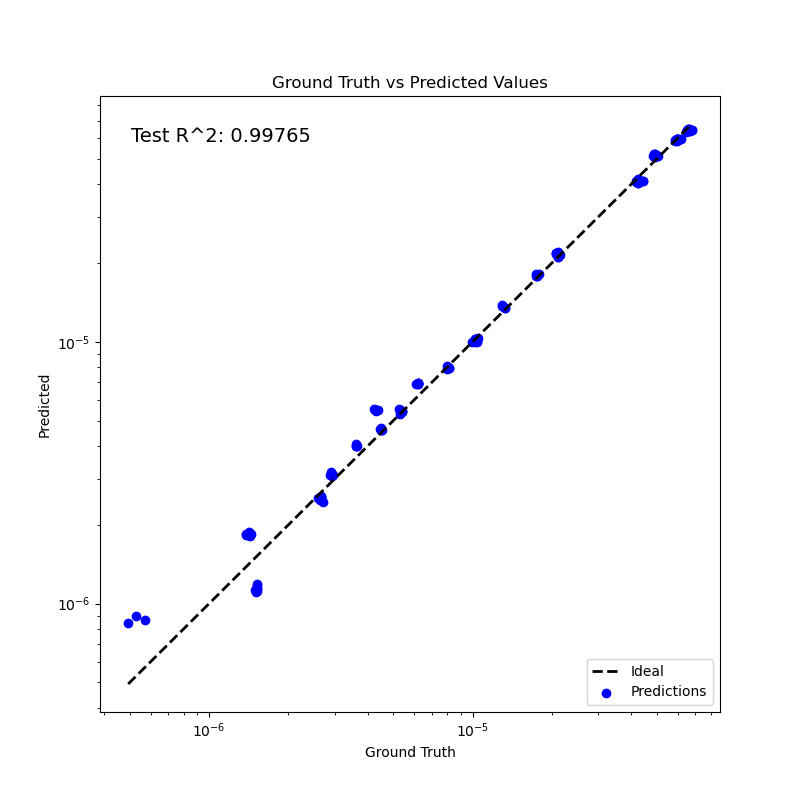 Ground Truth vs Predicted Values
Test R^2: 0.99765
Predicted
10⁻⁵
10⁻⁶
Ideal
Predictions
10⁻⁶
10⁻⁵
Ground Truth